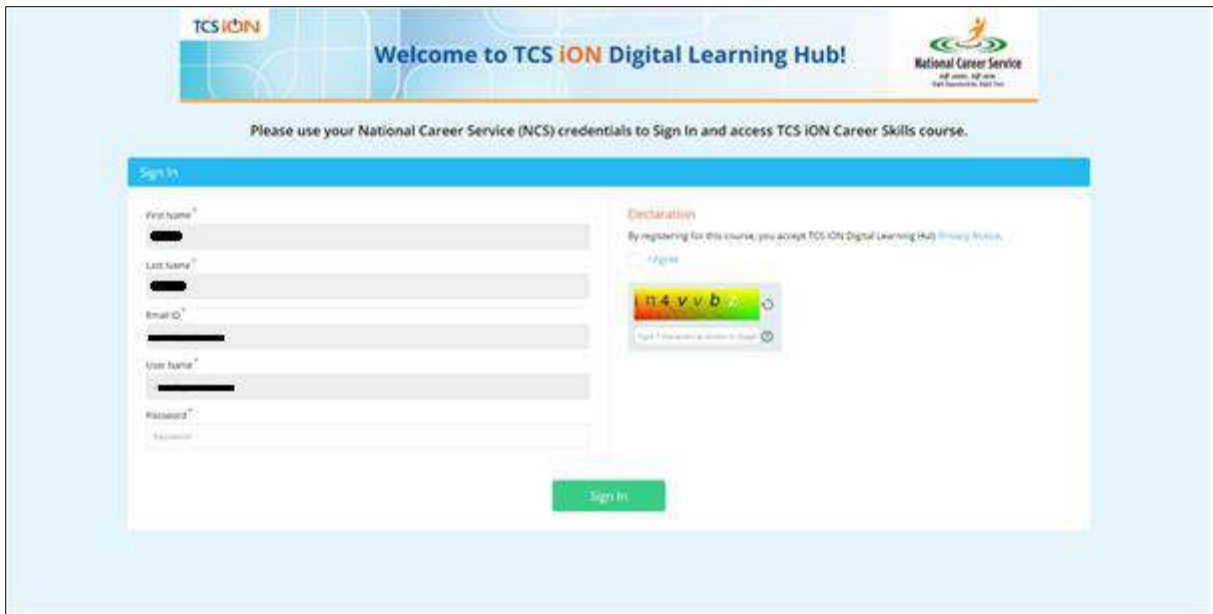 TCS iON
Welcome to TCS iON Digital Learning Hub!
National Career Service
Please use your National Career Service (NCS) credentials to Sign In and access TCS iON Career Skills course.
Sign In
First Name*
Last Name*
Email ID*
User Name*
Password*
Password
Declaration
By registering for this course, you accept TCS iON Digital Learning Hub Privacy Notice.
I Agree
Sign In